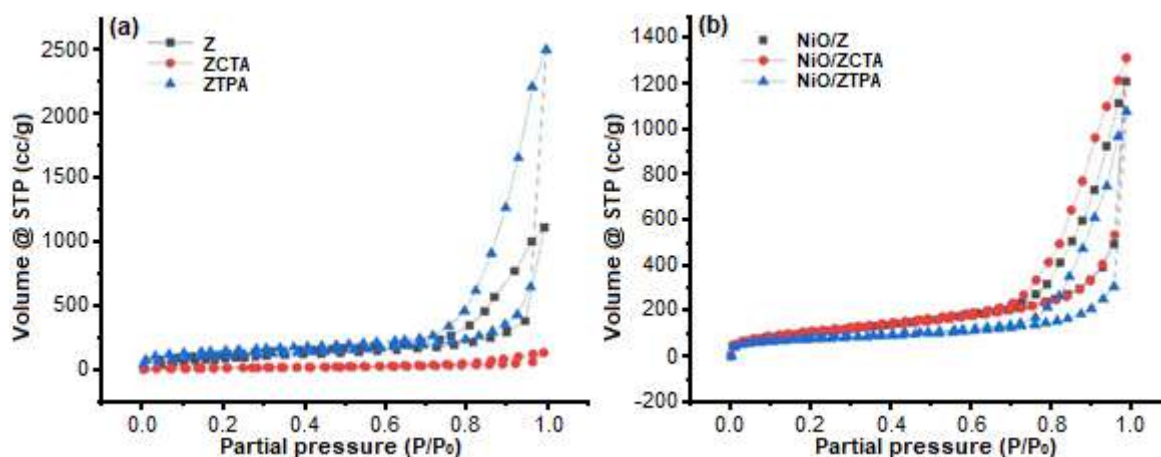 (a)
Z
ZCTA
ZTPA
2500
2000
1500
1000
500
0
Volume @ STP (cc/g)
0.0 0.2 0.4 0.6 0.8 1.0
Partial pressure (P/P₀)
(b)
NiO/Z
NiO/ZCTA
NiO/ZTPA
1400
1200
1000
800
600
400
200
0
-200
Volume @ STP (cc/g)
0.0 0.2 0.4 0.6 0.8 1.0
Partial pressure (P/P₀)